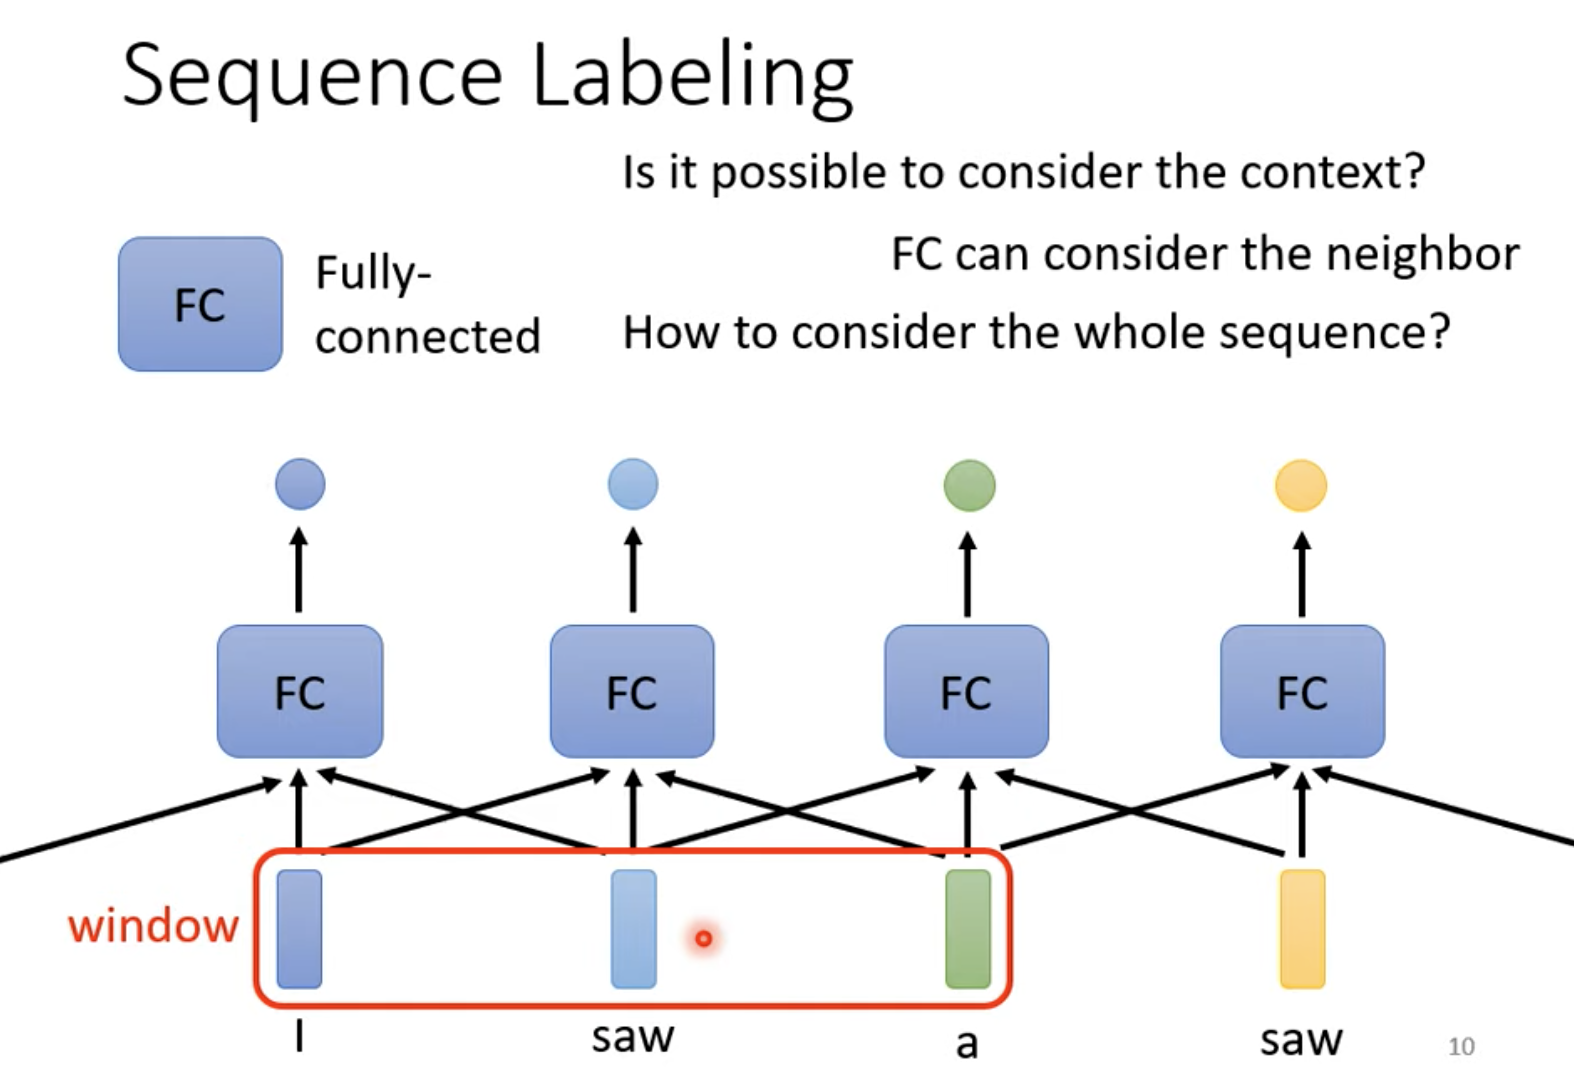 Sequence Labeling
Is it possible to consider the context?
FC can consider the neighbor
How to consider the whole sequence?
FC
Fully-
connected
FC
FC
FC
FC
window
I
saw
a
saw
10